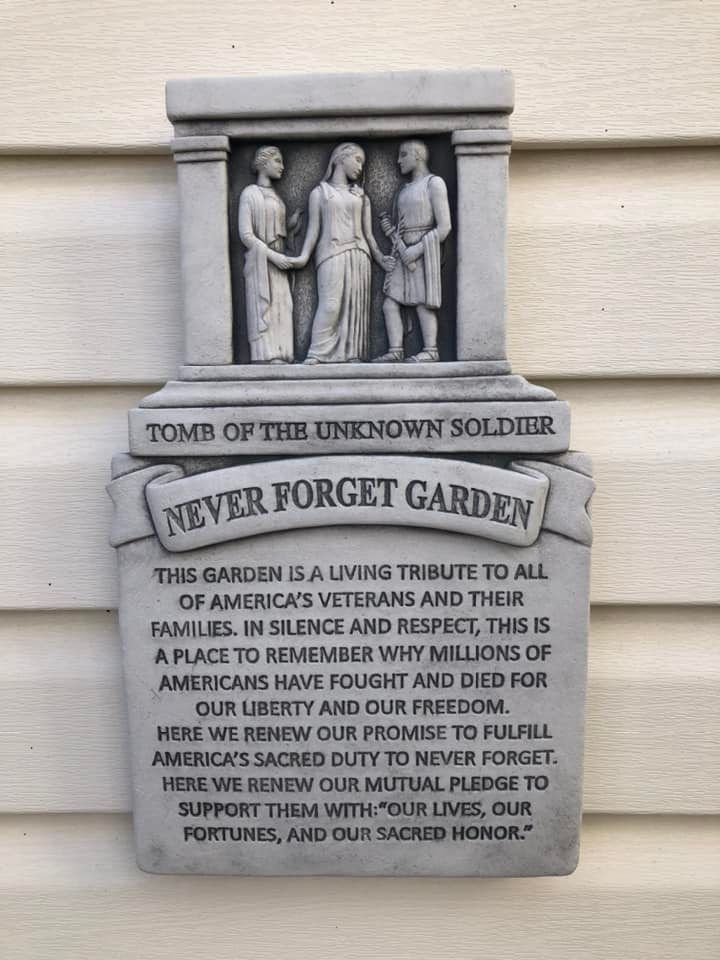 TOMB OF THE UNKNOWN SOLDIER
NEVER FORGET GARDEN
THIS GARDEN IS A LIVING TRIBUTE TO ALL
OF AMERICA'S VETERANS AND THEIR
FAMILIES. IN SILENCE AND RESPECT, THIS IS
A PLACE TO REMEMBER WHY MILLIONS OF
AMERICANS HAVE FOUGHT AND DIED FOR
OUR LIBERTY AND OUR FREEDOM.
HERE WE RENEW OUR PROMISE TO FULFILL
AMERICA'S SACRED DUTY TO NEVER FORGET.
HERE WE RENEW OUR MUTUAL PLEDGE TO
SUPPORT THEM WITH:"OUR LIVES, OUR
FORTUNES, AND OUR SACRED HONOR."